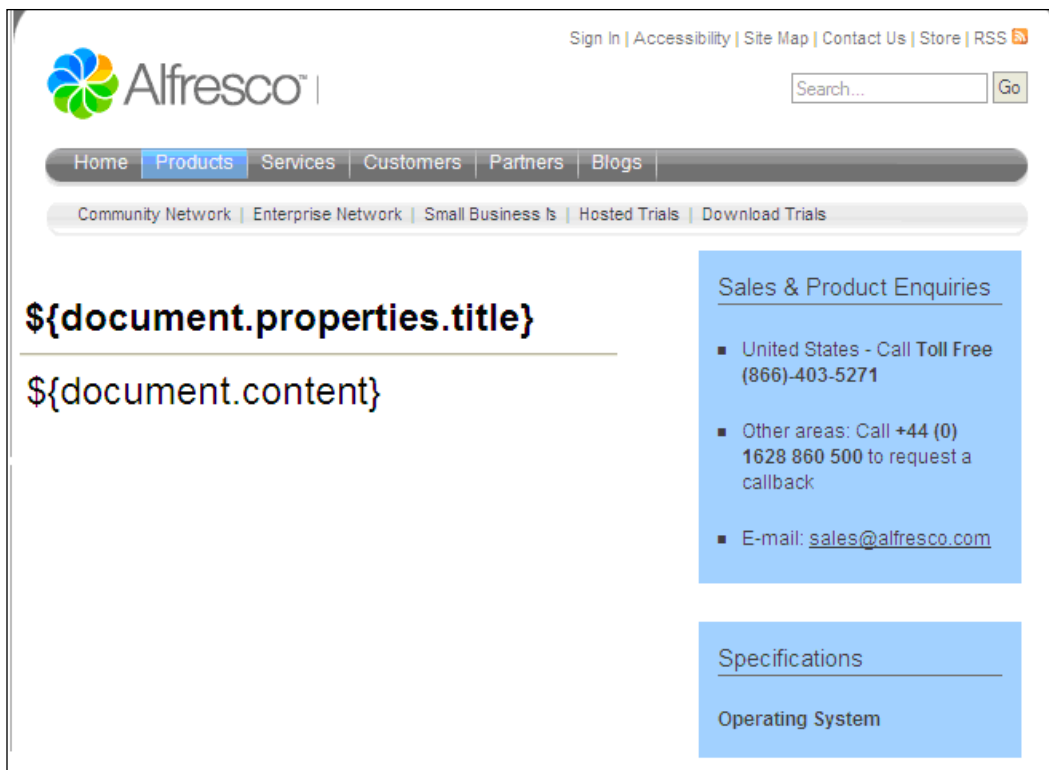 Sign In | Accessibility | Site Map | Contact Us | Store | RSS
Alfresco™ |
Search...
Go
Home | Products | Services | Customers | Partners | Blogs |
Community Network | Enterprise Network | Small Business | Hosted Trials | Download Trials
${document.properties.title}
${document.content}
Sales & Product Enquiries
▪ United States - Call Toll Free
(866)-403-5271
▪ Other areas: Call +44 (0)
1628 860 500 to request a
callback
▪ E-mail: sales@alfresco.com
Specifications
Operating System